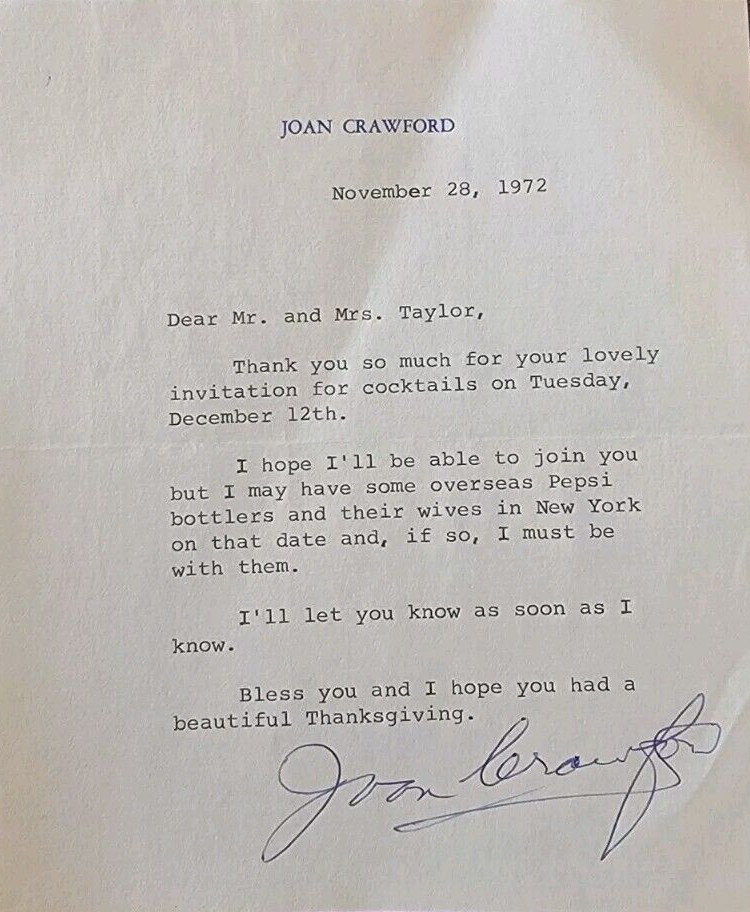 JOAN CRAWFORD
November 28, 1972
Dear Mr. and Mrs. Taylor,
Thank you so much for your lovely
invitation for cocktails on Tuesday,
December 12th.
I hope I'll be able to join you
but I may have some overseas Pepsi
bottlers and their wives in New York
on that date and, if so, I must be
with them.
I'll let you know as soon as I
know.
Bless you and I hope you had a
beautiful Thanksgiving.
Joan Crawford